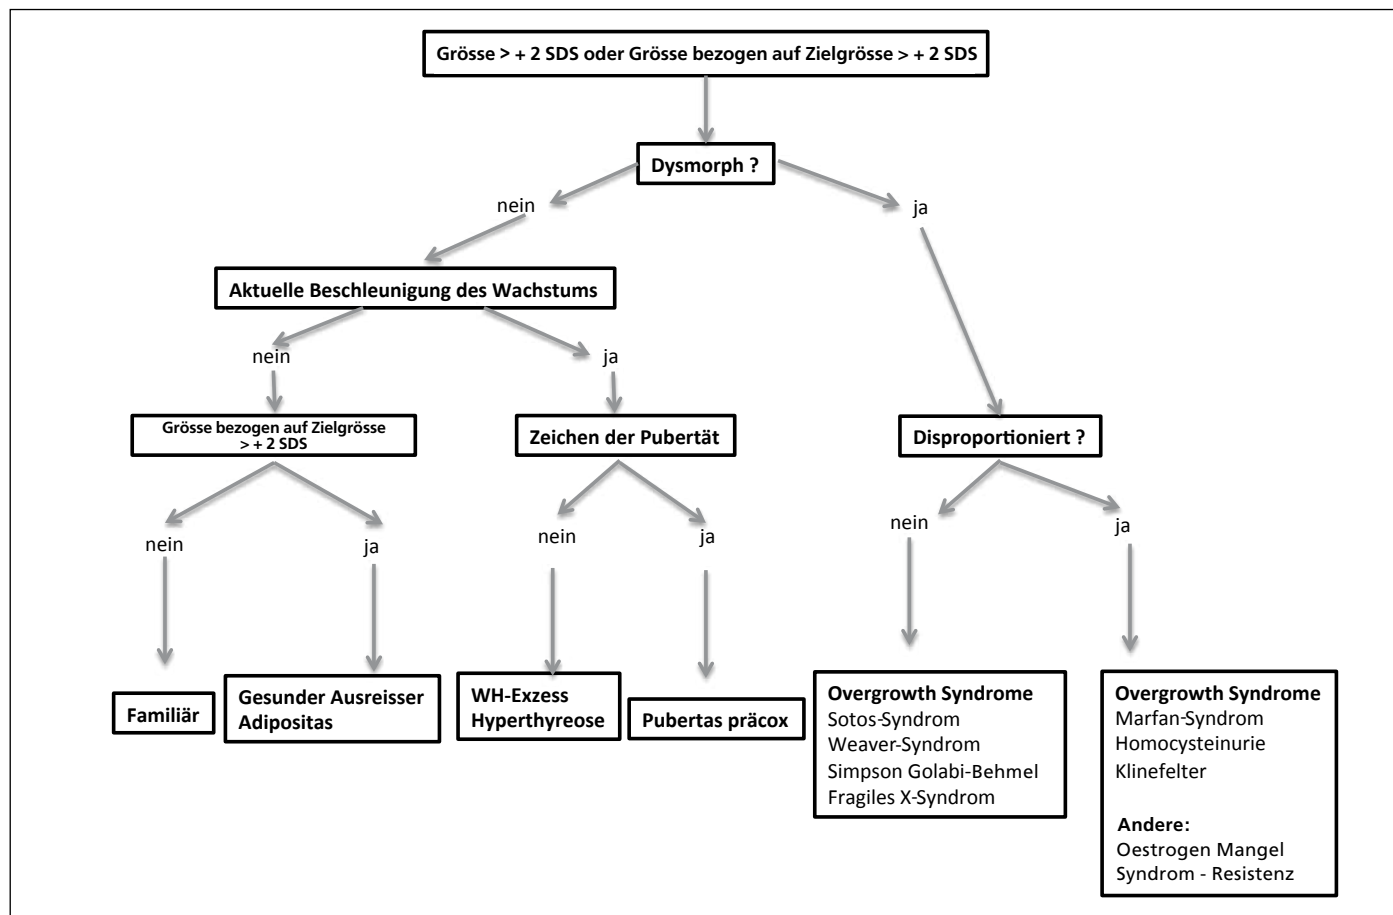 Grösse > + 2 SDS oder Grösse bezogen auf Zielgrösse > + 2 SDS
Dysmorph ?
nein
ja
Aktuelle Beschleunigung des Wachstums
nein
ja
Grösse bezogen auf Zielgrösse
> + 2 SDS
Zeichen der Pubertät
Disproportioniert ?
nein
ja
nein
ja
nein
ja
Familiär
Gesunder Ausreisser
Adipositas
WH-Exzess
Hyperthyreose
Pubertas präcox
Overgrowth Syndrome
Sotos-Syndrom
Weaver-Syndrom
Simpson Golabi-Behmel
Fragiles X-Syndrom
Overgrowth Syndrome
Marfan-Syndrom
Homocysteinurie
Klinefelter
Andere:
Oestrogen Mangel
Syndrom - Resistenz